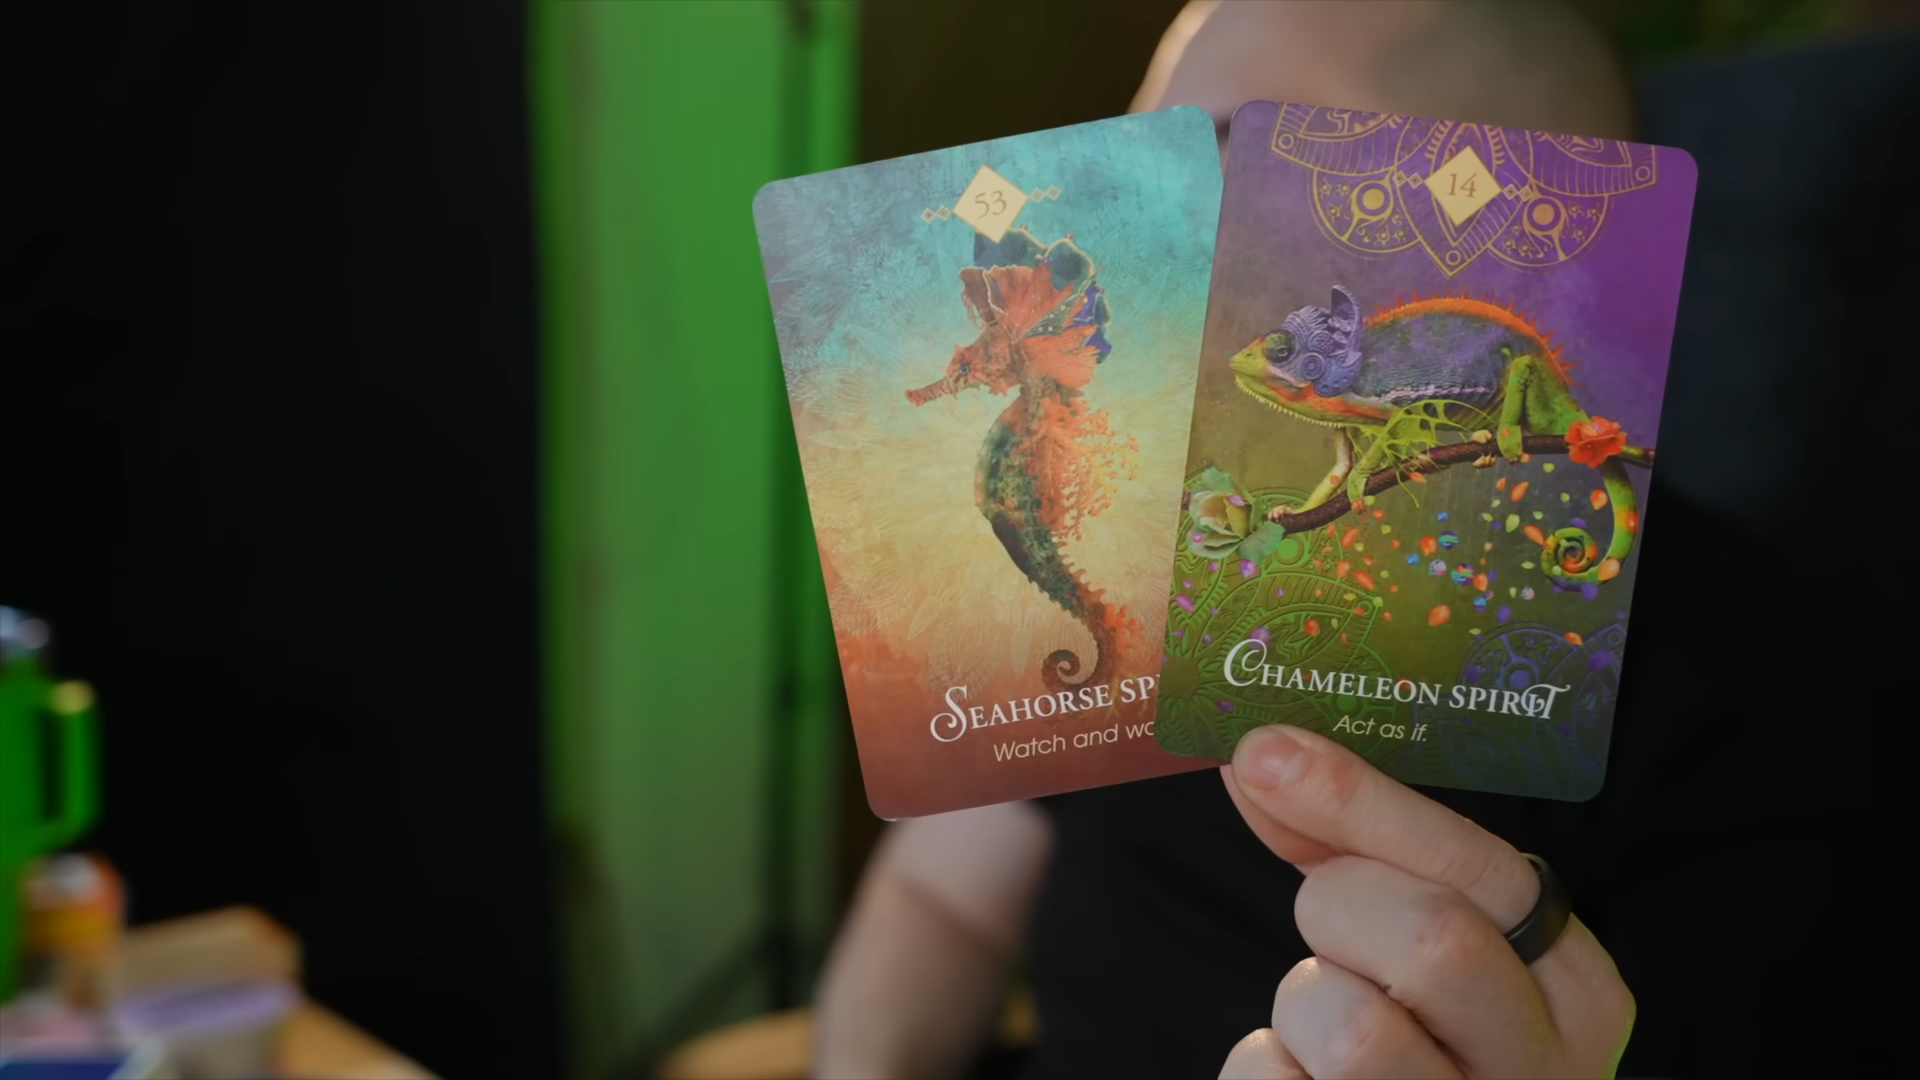 53
SEAHORSE SP
Watch and wa
14
CHAMELEON SPIRIT
Act as if.